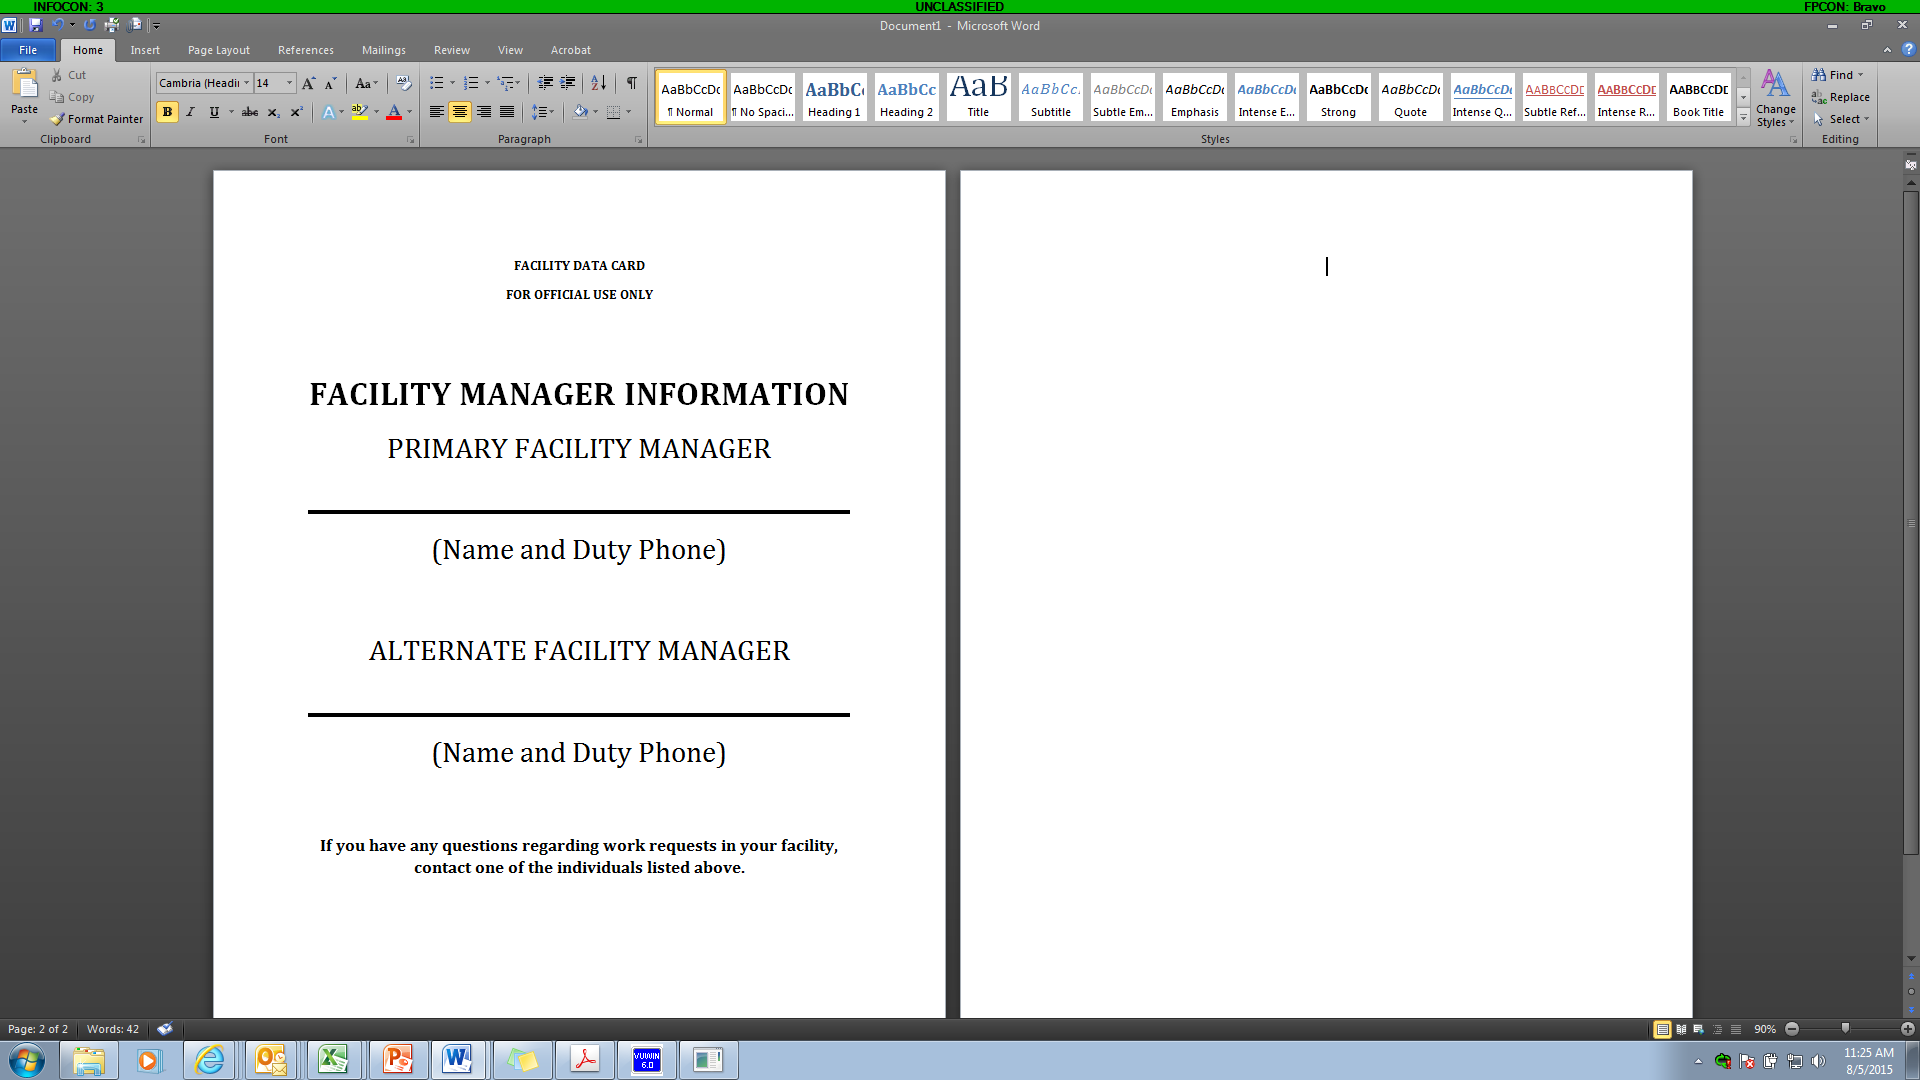 INFOCON: 3 UNCLASSIFIED FPCON: Bravo
Document1 - Microsoft Word
File Home Insert Page Layout References Mailings Review View Acrobat
Paste Cut Copy Format Painter
Clipboard
Cambria (Headi 14
Font
Paragraph
AaBbCcDc AaBbCcDc AaBbC AaBbCc AaB AaBbCc. AaBbCcDc AaBbCcDc AaBbCcDc AaBbCcDc AaBbCcDc AaBbCcDc AABBCCDE AABBCCDE AABBCCDE
¶ Normal ¶ No Spaci... Heading 1 Heading 2 Title Subtitle Subtle Em... Emphasis Intense E... Strong Quote Intense Q... Subtle Ref... Intense R... Book Title
Styles
Change Styles
Find
Replace
Select
Editing
FACILITY DATA CARD
FOR OFFICIAL USE ONLY
FACILITY MANAGER INFORMATION
PRIMARY FACILITY MANAGER
(Name and Duty Phone)
ALTERNATE FACILITY MANAGER
(Name and Duty Phone)
If you have any questions regarding work requests in your facility,
contact one of the individuals listed above.
Page: 2 of 2 Words: 42 90%
VUWIN 6.0
11:25 AM
8/5/2015